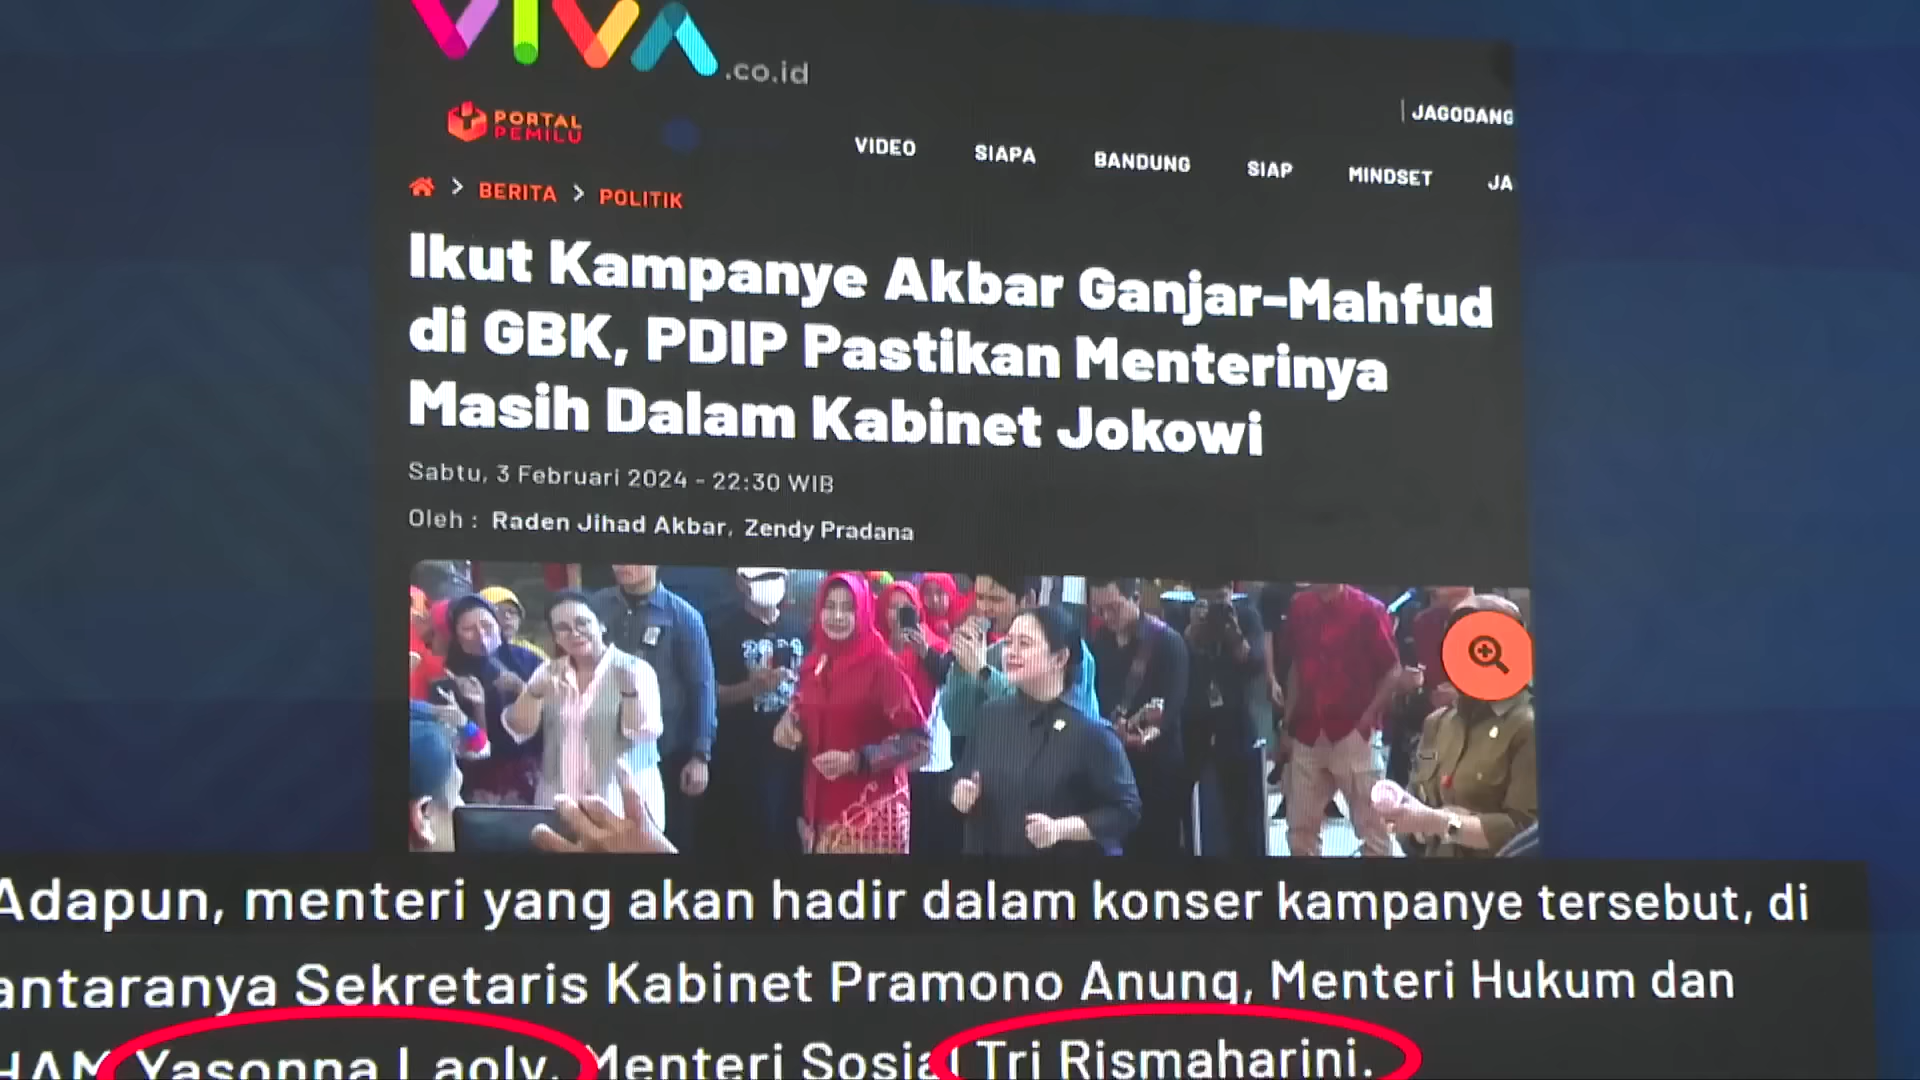 VIVA.co.id
PORTAL
PEMILU
JAGODANG
VIDEO SIAPA BANDUNG SIAP MINDSET JA
> BERITA > POLITIK
Ikut Kampanye Akbar Ganjar-Mahfud
di GBK, PDIP Pastikan Menterinya
Masih Dalam Kabinet Jokowi
Sabtu, 3 Februari 2024 - 22:30 WIB
Oleh : Raden Jihad Akbar, Zendy Pradana
Adapun, menteri yang akan hadir dalam konser kampanye tersebut, di
antaranya Sekretaris Kabinet Pramono Anung, Menteri Hukum dan
HAM Yasonna Laoly, Menteri Sosial Tri Rismaharini.